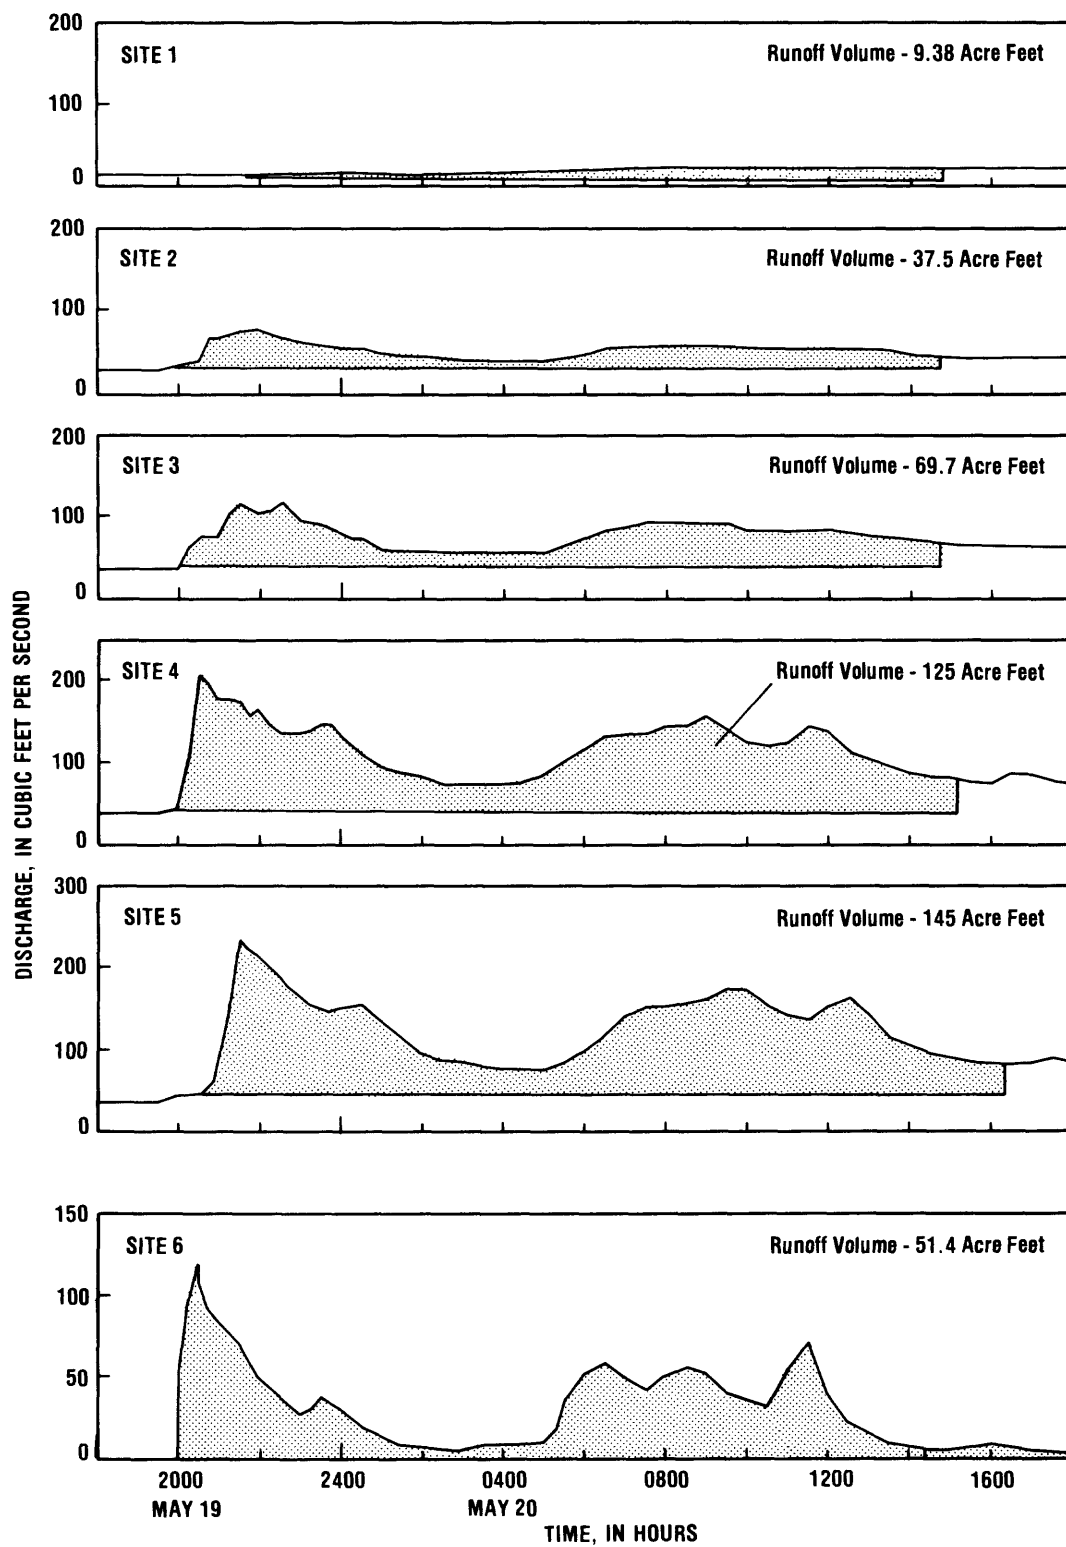 200
SITE 1
Runoff Volume - 9.38 Acre Feet
100
0
200
SITE 2
Runoff Volume - 37.5 Acre Feet
100
0
200
SITE 3
Runoff Volume - 69.7 Acre Feet
100
0
SITE 4
Runoff Volume - 125 Acre Feet
200
100
0
300
SITE 5
Runoff Volume - 145 Acre Feet
200
100
0
150
SITE 6
Runoff Volume - 51.4 Acre Feet
100
50
0
DISCHARGE, IN CUBIC FEET PER SECOND
2000 2400 0400 0800 1200 1600
MAY 19 MAY 20
TIME, IN HOURS